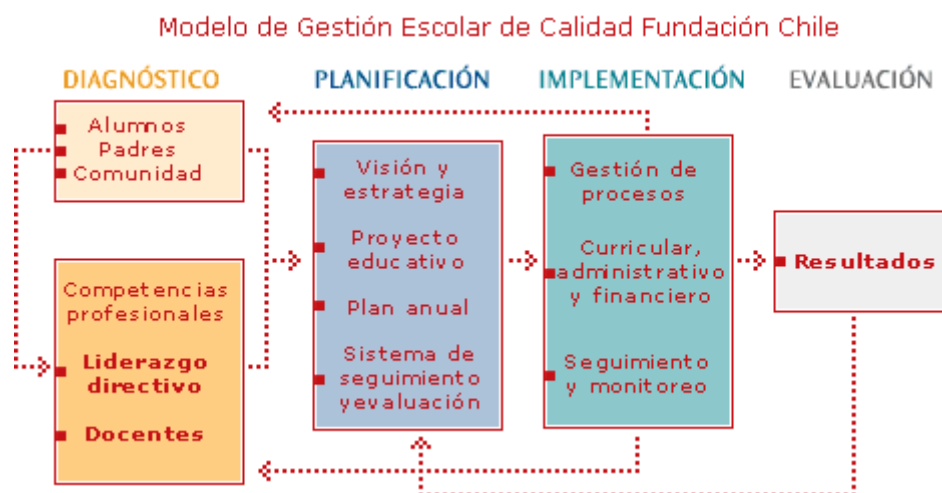 Modelo de Gestión Escolar de Calidad Fundación Chile
DIAGNÓSTICO
PLANIFICACIÓN
IMPLEMENTACIÓN
EVALUACIÓN
Alumnos
Padres
Comunidad
Competencias
profesionales
Liderazgo
directivo
Docentes
Visión y
estrategia
Proyecto
educativo
Plan anual
Sistema de
seguimiento
yevaluación
Gestión de
procesos
Curricular,
administrativo
y financiero
Seguimiento
y monitoreo
Resultados